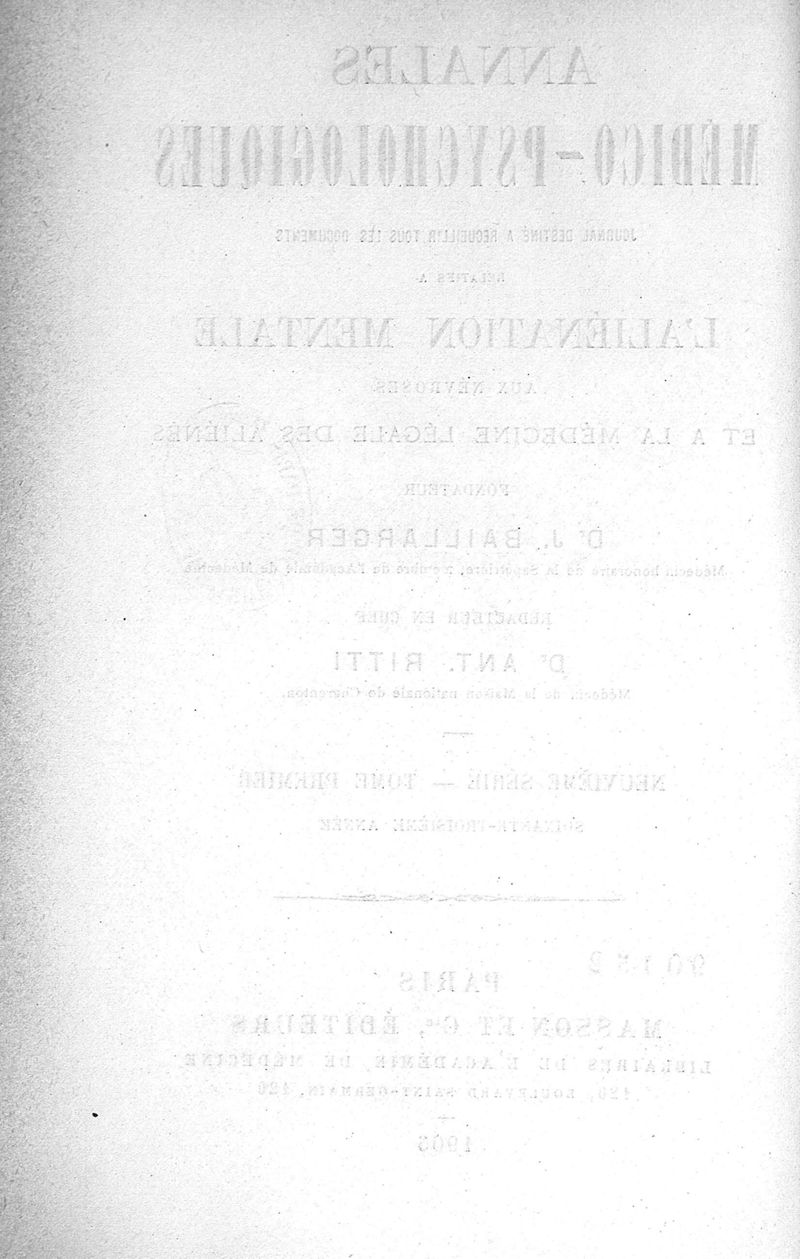 ANNALES
MÉDICO-PSYCHOLOGIQUES
JOURNAL DESTINÉ A RECUEILLIR TOUS LES DOCUMENTS
RELATIFS A
L'ALIÉNATION MENTALE
AUX NÉVROSES
ET A LA MÉDECINE LÉGALE DES ALIÉNÉS
FONDATEUR
Dr J. BAILLARGER
Médecin honoraire de la Salpêtrière, membre de l'Académie de Médecine
RÉDACTEUR EN CHEF
Dr ANT. RITTI
Médecin de la Maison nationale de Charenton.
NEUVIÈME SÉRIE — TOME PREMIER
SOIXANTE-TROISIÈME ANNÉE
90152
PARIS
MASSON ET Cie, ÉDITEURS
LIBRAIRES DE L'ACADÉMIE DE MÉDECINE
120, BOULEVARD SAINT-GERMAIN, 120
1905